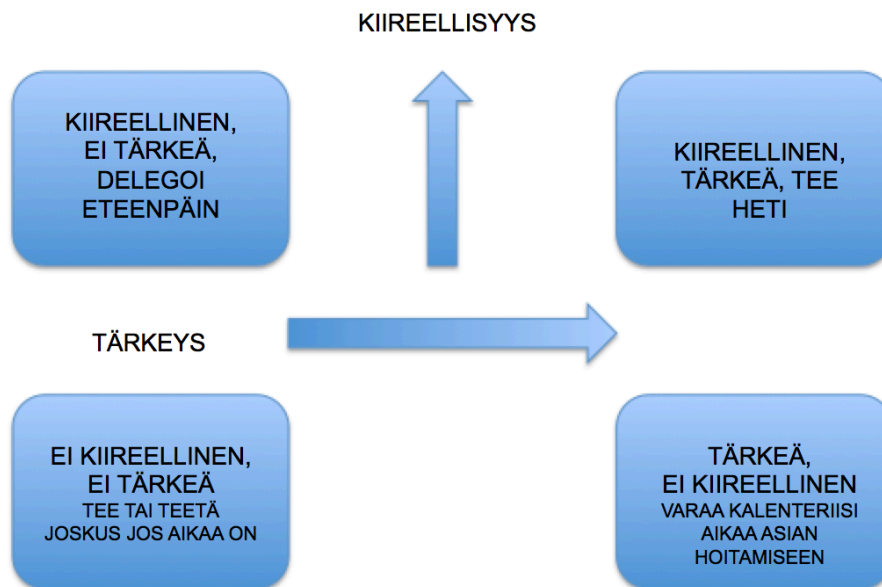 KIIREELLISYYS
KIIREELLINEN,
EI TÄRKEÄ,
DELEGOI
ETEENPÄIN
KIIREELLINEN,
TÄRKEÄ, TEE
HETI
TÄRKEYS
EI KIIREELLINEN,
EI TÄRKEÄ
TEE TAI TEETÄ
JOSKUS JOS AIKAA ON
TÄRKEÄ,
EI KIIREELLINEN
VARAA KALENTERIISI
AIKAA ASIAN
HOITAMISEEN